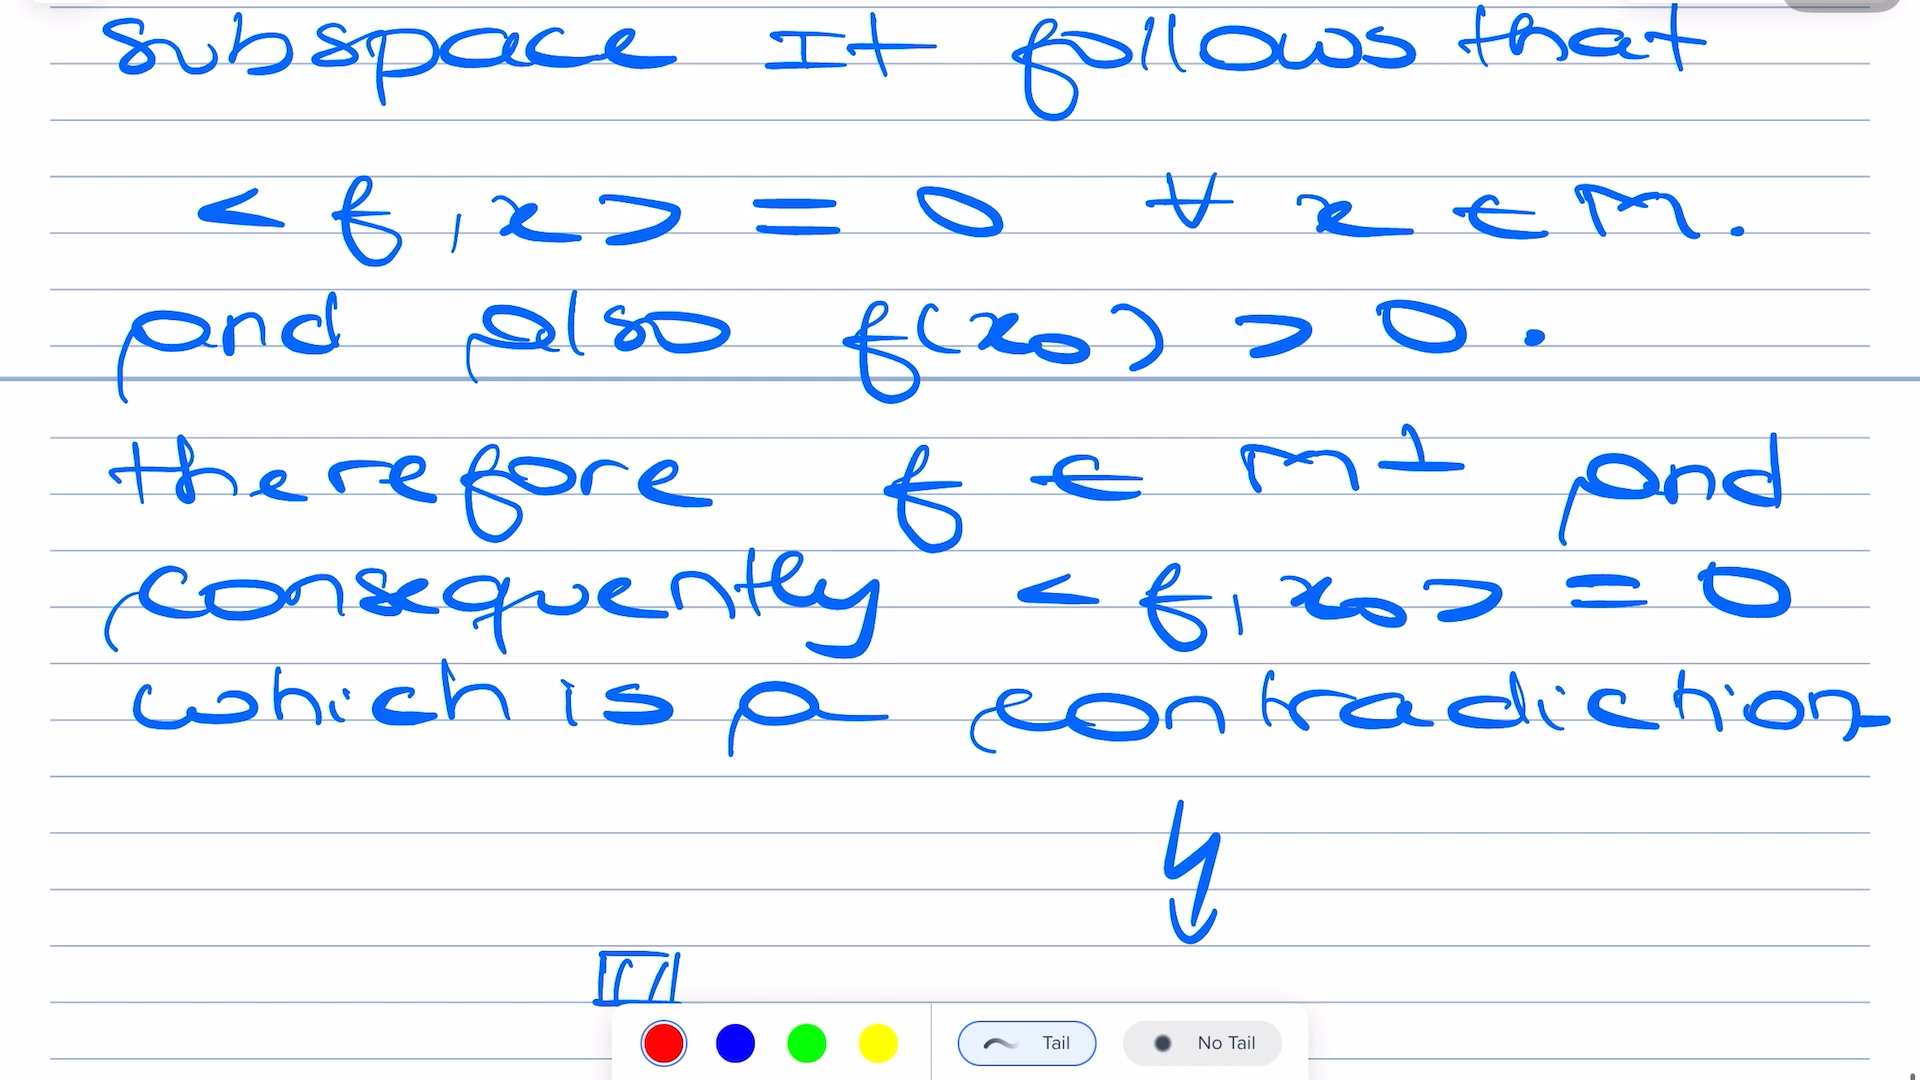 subspace It follows that
< f, x > = 0 ∀ x ∈ M.
and also f(x₀) > 0.
therefore f ∈ M⊥ and
consequently < f, x₀ > = 0
which is a contradiction
Tail No Tail